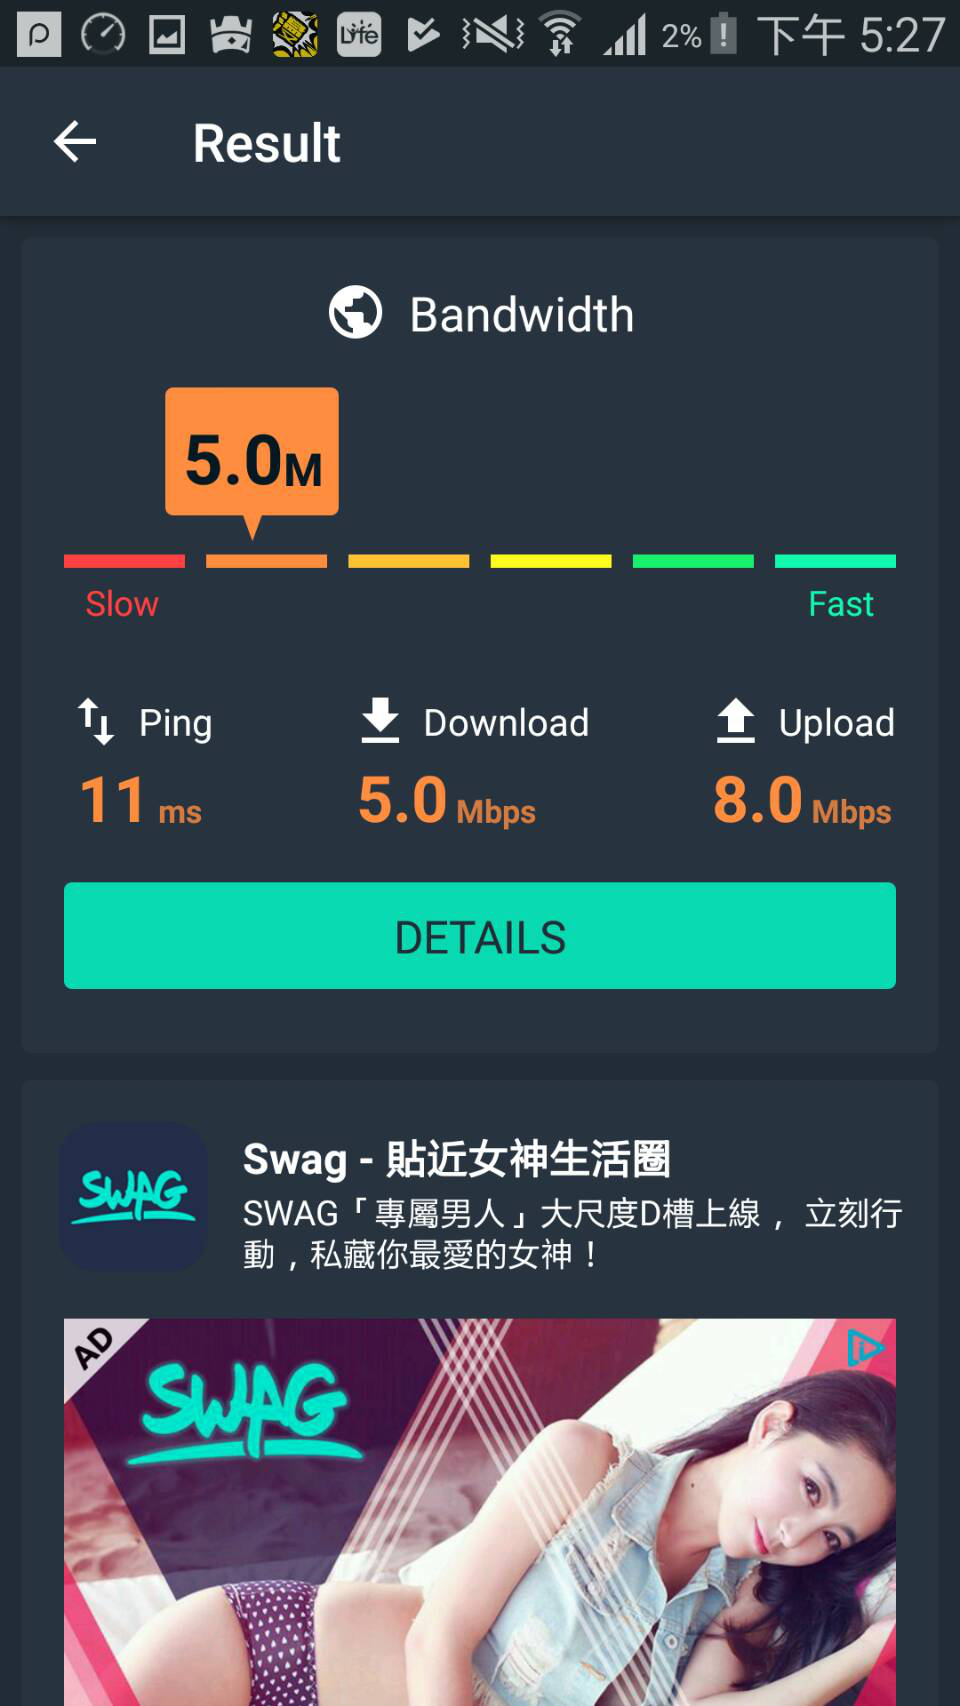 Life
2%
下午 5:27
Result
Bandwidth
5.0M
Slow
Fast
Ping
Download
Upload
11 ms
5.0 Mbps
8.0 Mbps
DETAILS
SWAG
Swag - 貼近女神生活圈
SWAG「專屬男人」大尺度D槽上線，立刻行
動，私藏你最愛的女神！
AD
SWAG